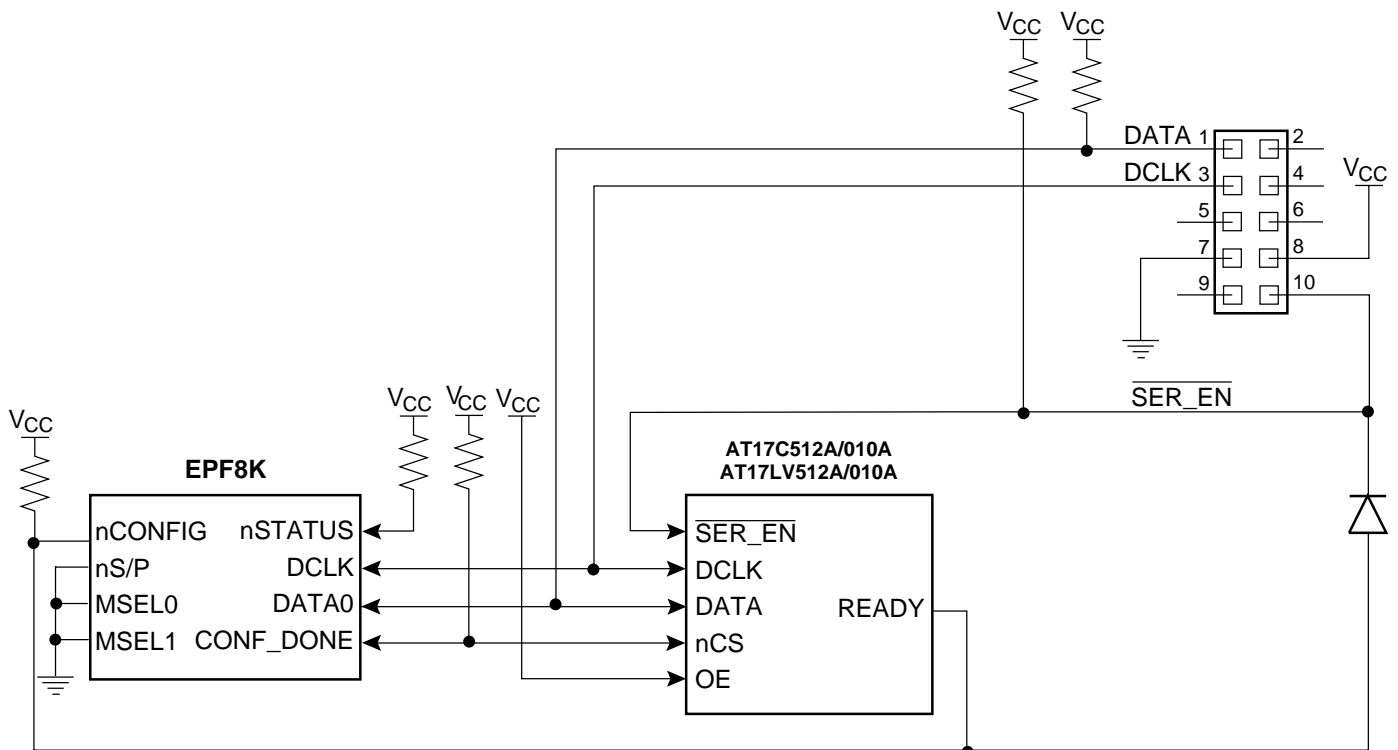 VCC VCC
DATA 1 2
DCLK 3 4
VCC
5 6
7 8
9 10
SER_EN
VCC VCC VCC
VCC
EPF8K
AT17C512A/010A
AT17LV512A/010A
nCONFIG nSTATUS
nS/P DCLK
MSEL0 DATA0
MSEL1 CONF_DONE
SER_EN
DCLK
DATA READY
nCS
OE